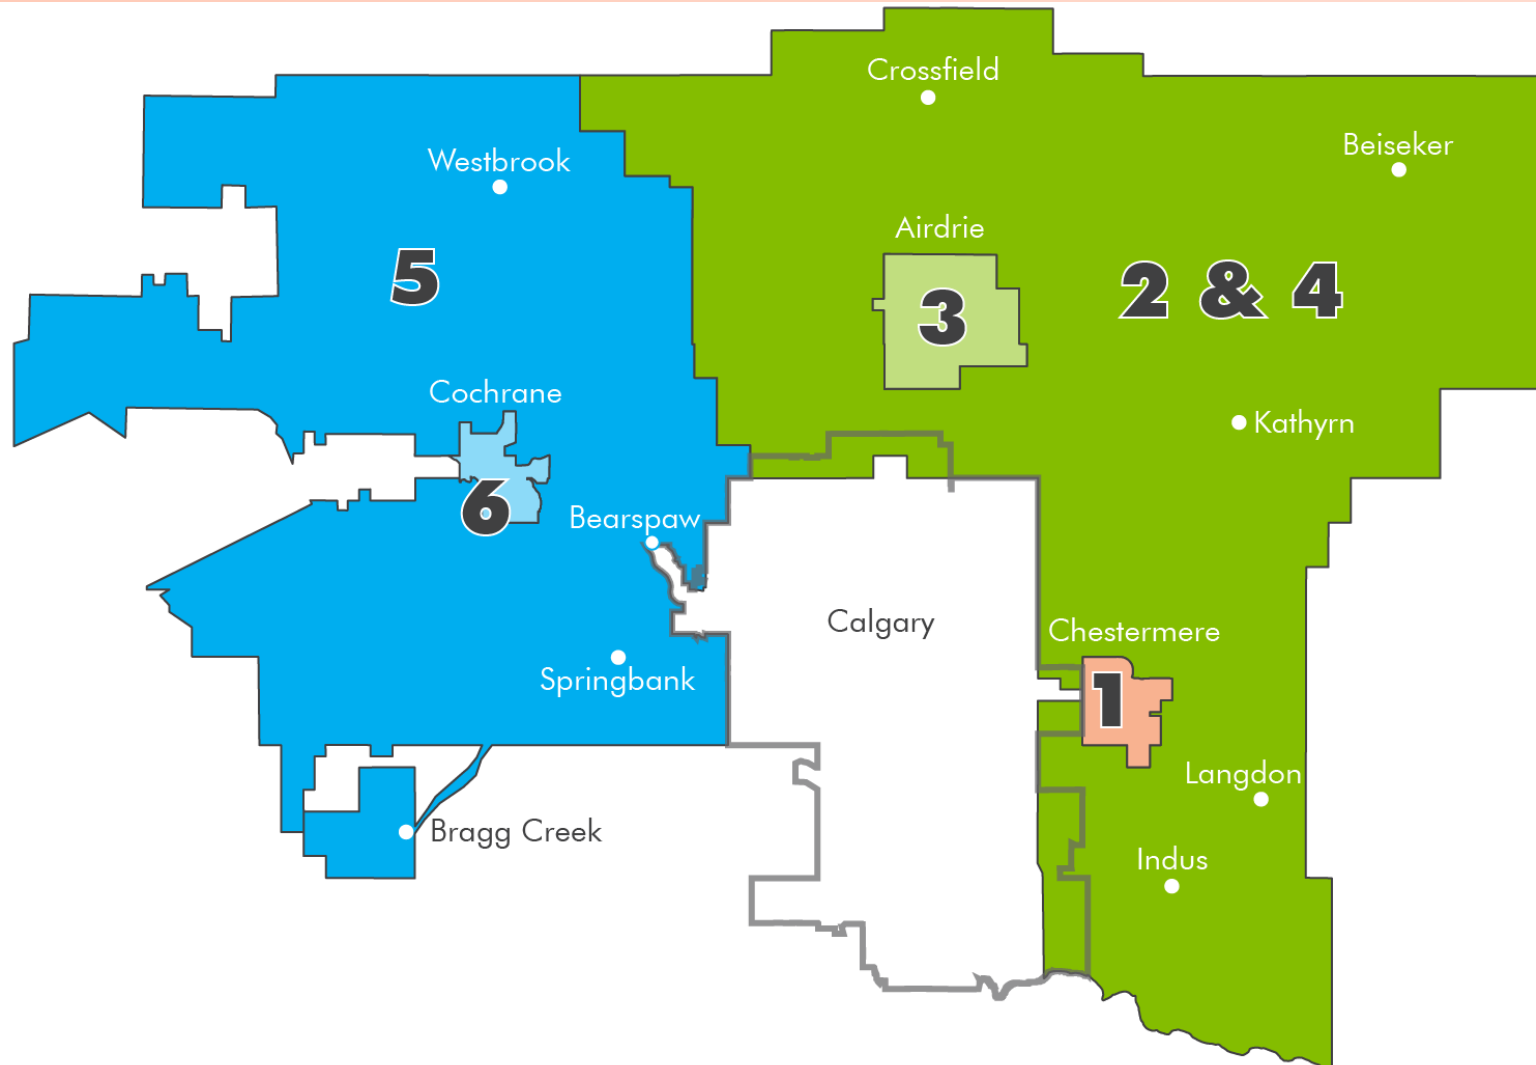 Crossfield
Beiseker
Westbrook
Airdrie
5
3
2 & 4
Cochrane
Kathyrn
6
Bearspaw
Calgary
Chestermere
1
Springbank
Langdon
Bragg Creek
Indus